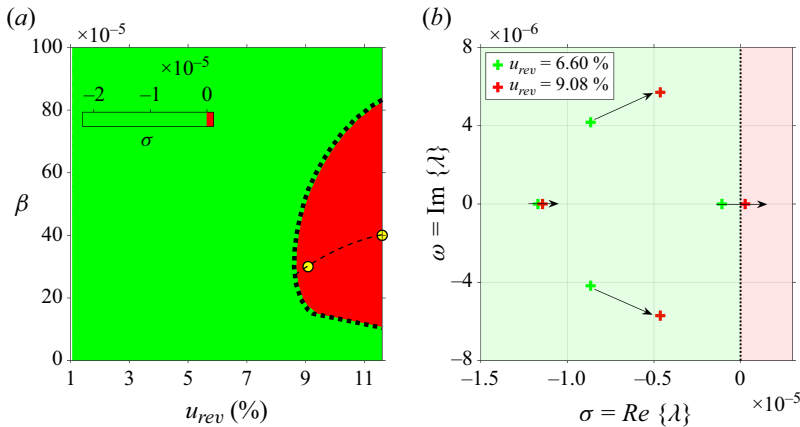 (a)
×10⁻⁵
100
80
60
40
20
0
β
×10⁻⁵
−2 −1 0
σ
1 3 5 7 9 11
u_rev (%)
(b)
×10⁻⁶
8
4
0
−4
−8
ω = Im {λ}
u_rev = 6.60 %
u_rev = 9.08 %
−1.5 −1.0 −0.5 0
×10⁻⁵
σ = Re {λ}